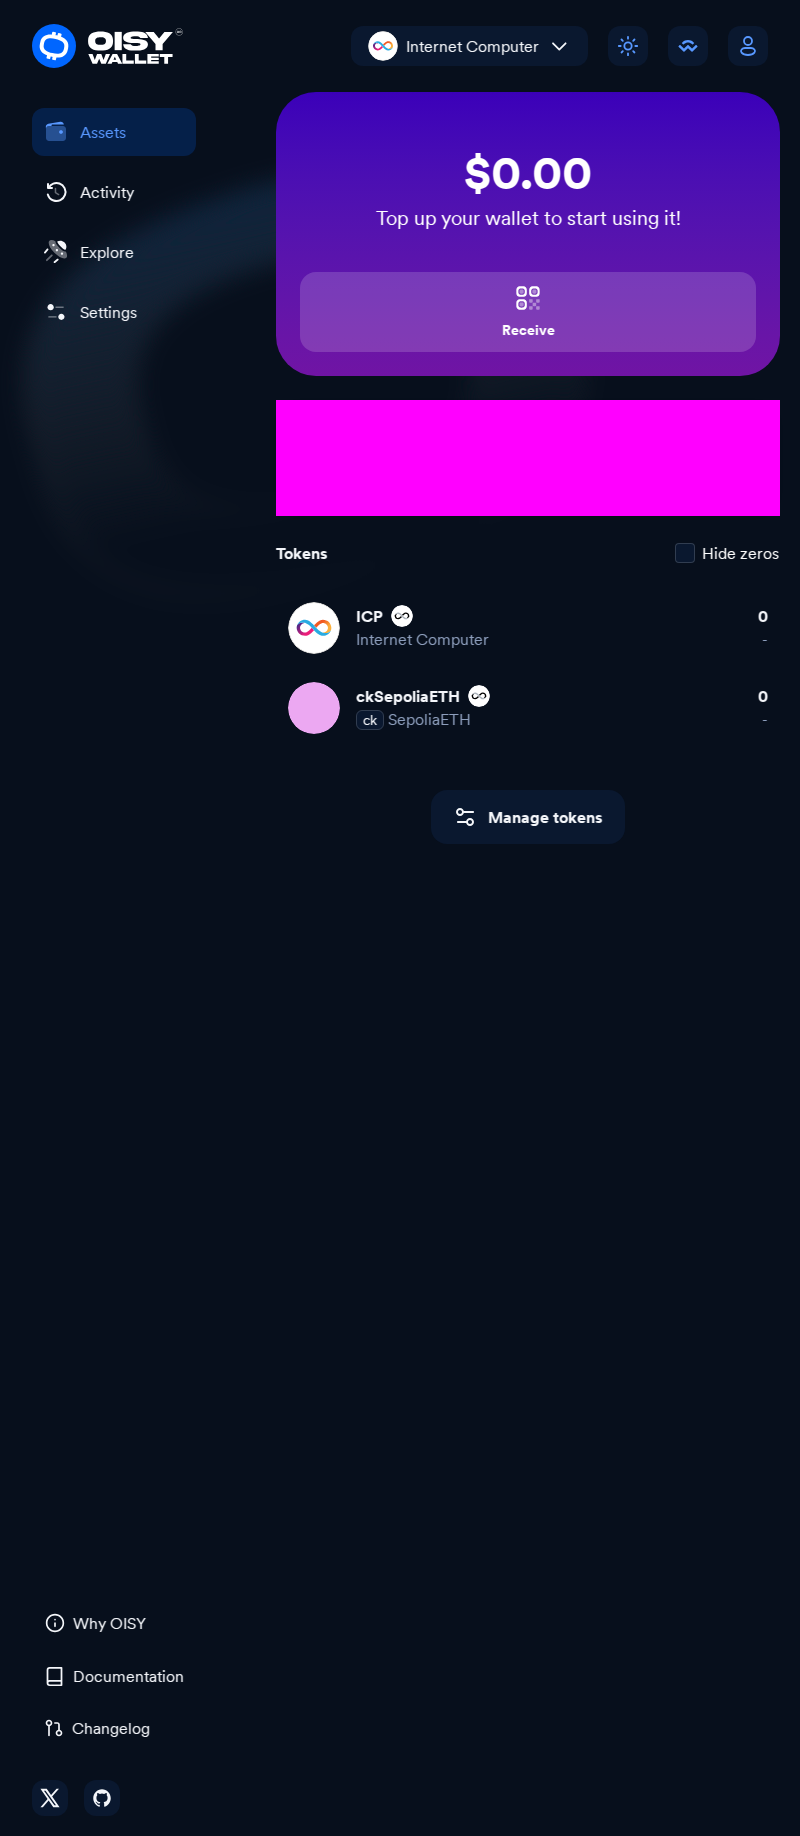 OISY
WALLET
Internet Computer
Assets
Activity
Explore
Settings
$0.00
Top up your wallet to start using it!
Receive
Tokens
Hide zeros
ICP
0
Internet Computer
-
ckSepoliaETH
0
ck SepoliaETH
-
Manage tokens
Why OISY
Documentation
Changelog